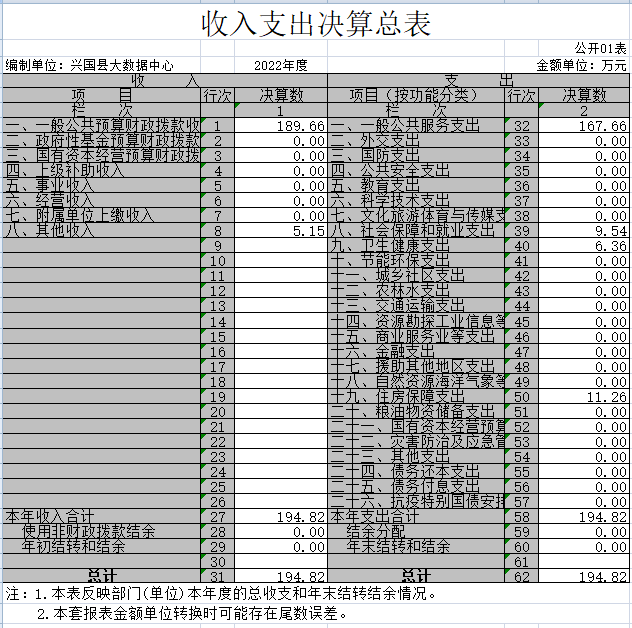 收入支出决算总表
公开01表
编制单位：兴国县大数据中心 2022年度 金额单位：万元
收 入 支 出
项 目 行次 决算数 项目（按功能分类） 行次 决算数
栏 次 1 栏 次 2
一、一般公共预算财政拨款收 1 189.66 一、一般公共服务支出 32 167.66
二、政府性基金预算财政拨款 2 0.00 二、外交支出 33 0.00
三、国有资本经营预算财政拨 3 0.00 三、国防支出 34 0.00
四、上级补助收入 4 0.00 四、公共安全支出 35 0.00
五、事业收入 5 0.00 五、教育支出 36 0.00
六、经营收入 6 0.00 六、科学技术支出 37 0.00
七、附属单位上缴收入 7 0.00 七、文化旅游体育与传媒支 38 0.00
八、其他收入 8 5.15 八、社会保障和就业支出 39 9.54
9 九、卫生健康支出 40 6.36
10 十、节能环保支出 41 0.00
11 十一、城乡社区支出 42 0.00
12 十二、农林水支出 43 0.00
13 十三、交通运输支出 44 0.00
14 十四、资源勘探工业信息等 45 0.00
15 十五、商业服务业等支出 46 0.00
16 十六、金融支出 47 0.00
17 十七、援助其他地区支出 48 0.00
18 十八、自然资源海洋气象等 49 0.00
19 十九、住房保障支出 50 11.26
20 二十、粮油物资储备支出 51 0.00
21 二十一、国有资本经营预算 52 0.00
22 二十二、灾害防治及应急管 53 0.00
23 二十三、其他支出 54 0.00
24 二十四、债务还本支出 55 0.00
25 二十五、债务付息支出 56 0.00
26 二十六、抗疫特别国债安排 57 0.00
本年收入合计 27 194.82 本年支出合计 58 194.82
使用非财政拨款结余 28 0.00 结余分配 59 0.00
年初结转和结余 29 0.00 年末结转和结余 60 0.00
30 61
总计 31 194.82 总计 62 194.82
注：1.本表反映部门(单位)本年度的总收支和年末结转结余情况。
2.本套报表金额单位转换时可能存在尾数误差。